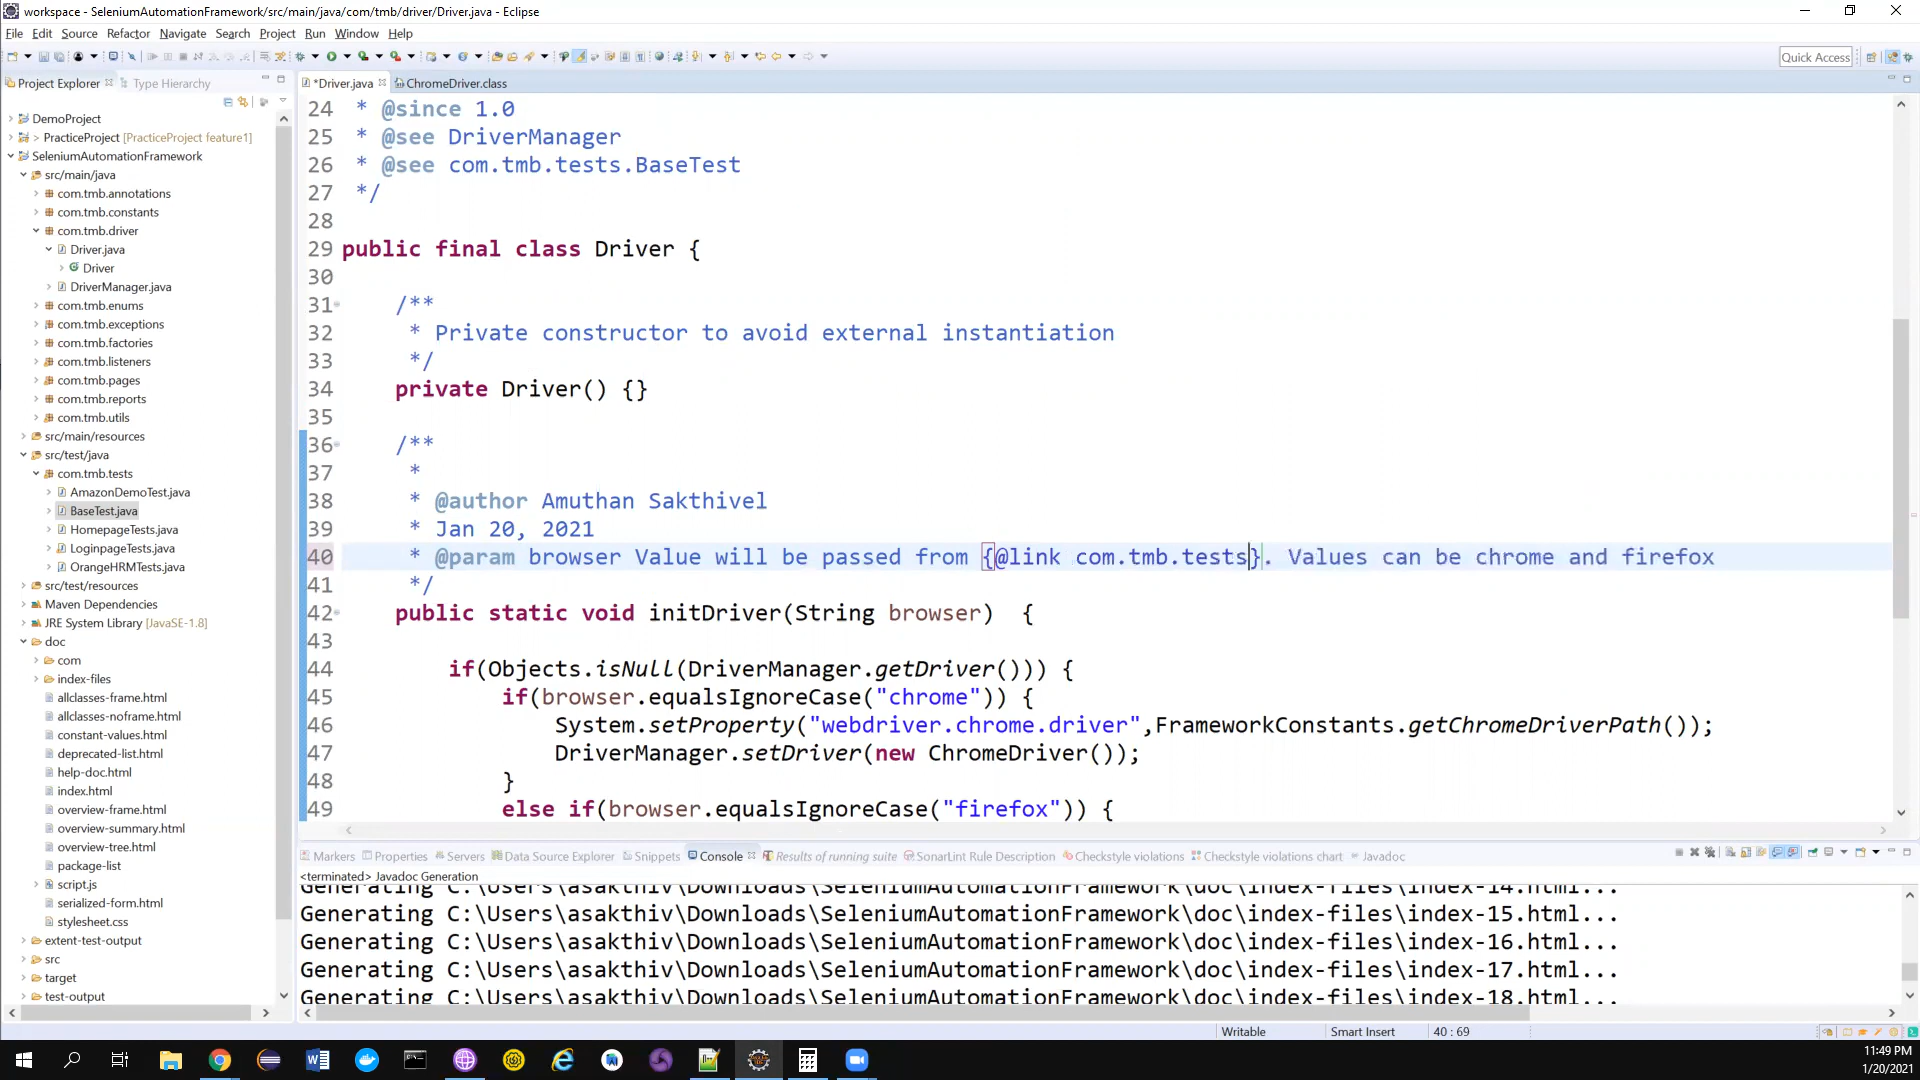 workspace - SeleniumAutomationFramework/src/main/java/com/tmb/driver/Driver.java - Eclipse
File Edit Source Refactor Navigate Search Project Run Window Help
Quick Access
Project Explorer Type Hierarchy
*Driver.java ChromeDriver.class
DemoProject
> PracticeProject [PracticeProject feature1]
SeleniumAutomationFramework
src/main/java
com.tmb.annotations
com.tmb.constants
com.tmb.driver
Driver.java
Driver
DriverManager.java
com.tmb.enums
com.tmb.exceptions
com.tmb.factories
com.tmb.listeners
com.tmb.pages
com.tmb.reports
com.tmb.utils
src/main/resources
src/test/java
com.tmb.tests
AmazonDemoTest.java
BaseTest.java
HomepageTests.java
LoginpageTests.java
OrangeHRMTests.java
src/test/resources
Maven Dependencies
JRE System Library [JavaSE-1.8]
doc
com
index-files
allclasses-frame.html
allclasses-noframe.html
constant-values.html
deprecated-list.html
help-doc.html
index.html
overview-frame.html
overview-summary.html
overview-tree.html
package-list
script.js
serialized-form.html
stylesheet.css
extent-test-output
src
target
test-output
24 * @since 1.0
25 * @see DriverManager
26 * @see com.tmb.tests.BaseTest
27 */
28
29 public final class Driver {
30
31 /**
32 * Private constructor to avoid external instantiation
33 */
34 private Driver() {}
35
36 /**
37 *
38 * @author Amuthan Sakthivel
39 * Jan 20, 2021
40 * @param browser Value will be passed from {@link com.tmb.tests}. Values can be chrome and firefox
41 */
42 public static void initDriver(String browser) {
43
44 if(Objects.isNull(DriverManager.getDriver())) {
45 if(browser.equalsIgnoreCase("chrome")) {
46 System.setProperty("webdriver.chrome.driver",FrameworkConstants.getChromeDriverPath());
47 DriverManager.setDriver(new ChromeDriver());
48 }
49 else if(browser.equalsIgnoreCase("firefox")) {
Markers Properties Servers Data Source Explorer Snippets Console Results of running suite SonarLint Rule Description Checkstyle violations Checkstyle violations chart Javadoc
<terminated> Javadoc Generation
Generating C:\Users\asakthiv\Downloads\SeleniumAutomationFramework\doc\index-files\index-14.html...
Generating C:\Users\asakthiv\Downloads\SeleniumAutomationFramework\doc\index-files\index-15.html...
Generating C:\Users\asakthiv\Downloads\SeleniumAutomationFramework\doc\index-files\index-16.html...
Generating C:\Users\asakthiv\Downloads\SeleniumAutomationFramework\doc\index-files\index-17.html...
Generating C:\Users\asakthiv\Downloads\SeleniumAutomationFramework\doc\index-files\index-18.html...
Writable Smart Insert 40 : 69
11:49 PM
1/20/2021